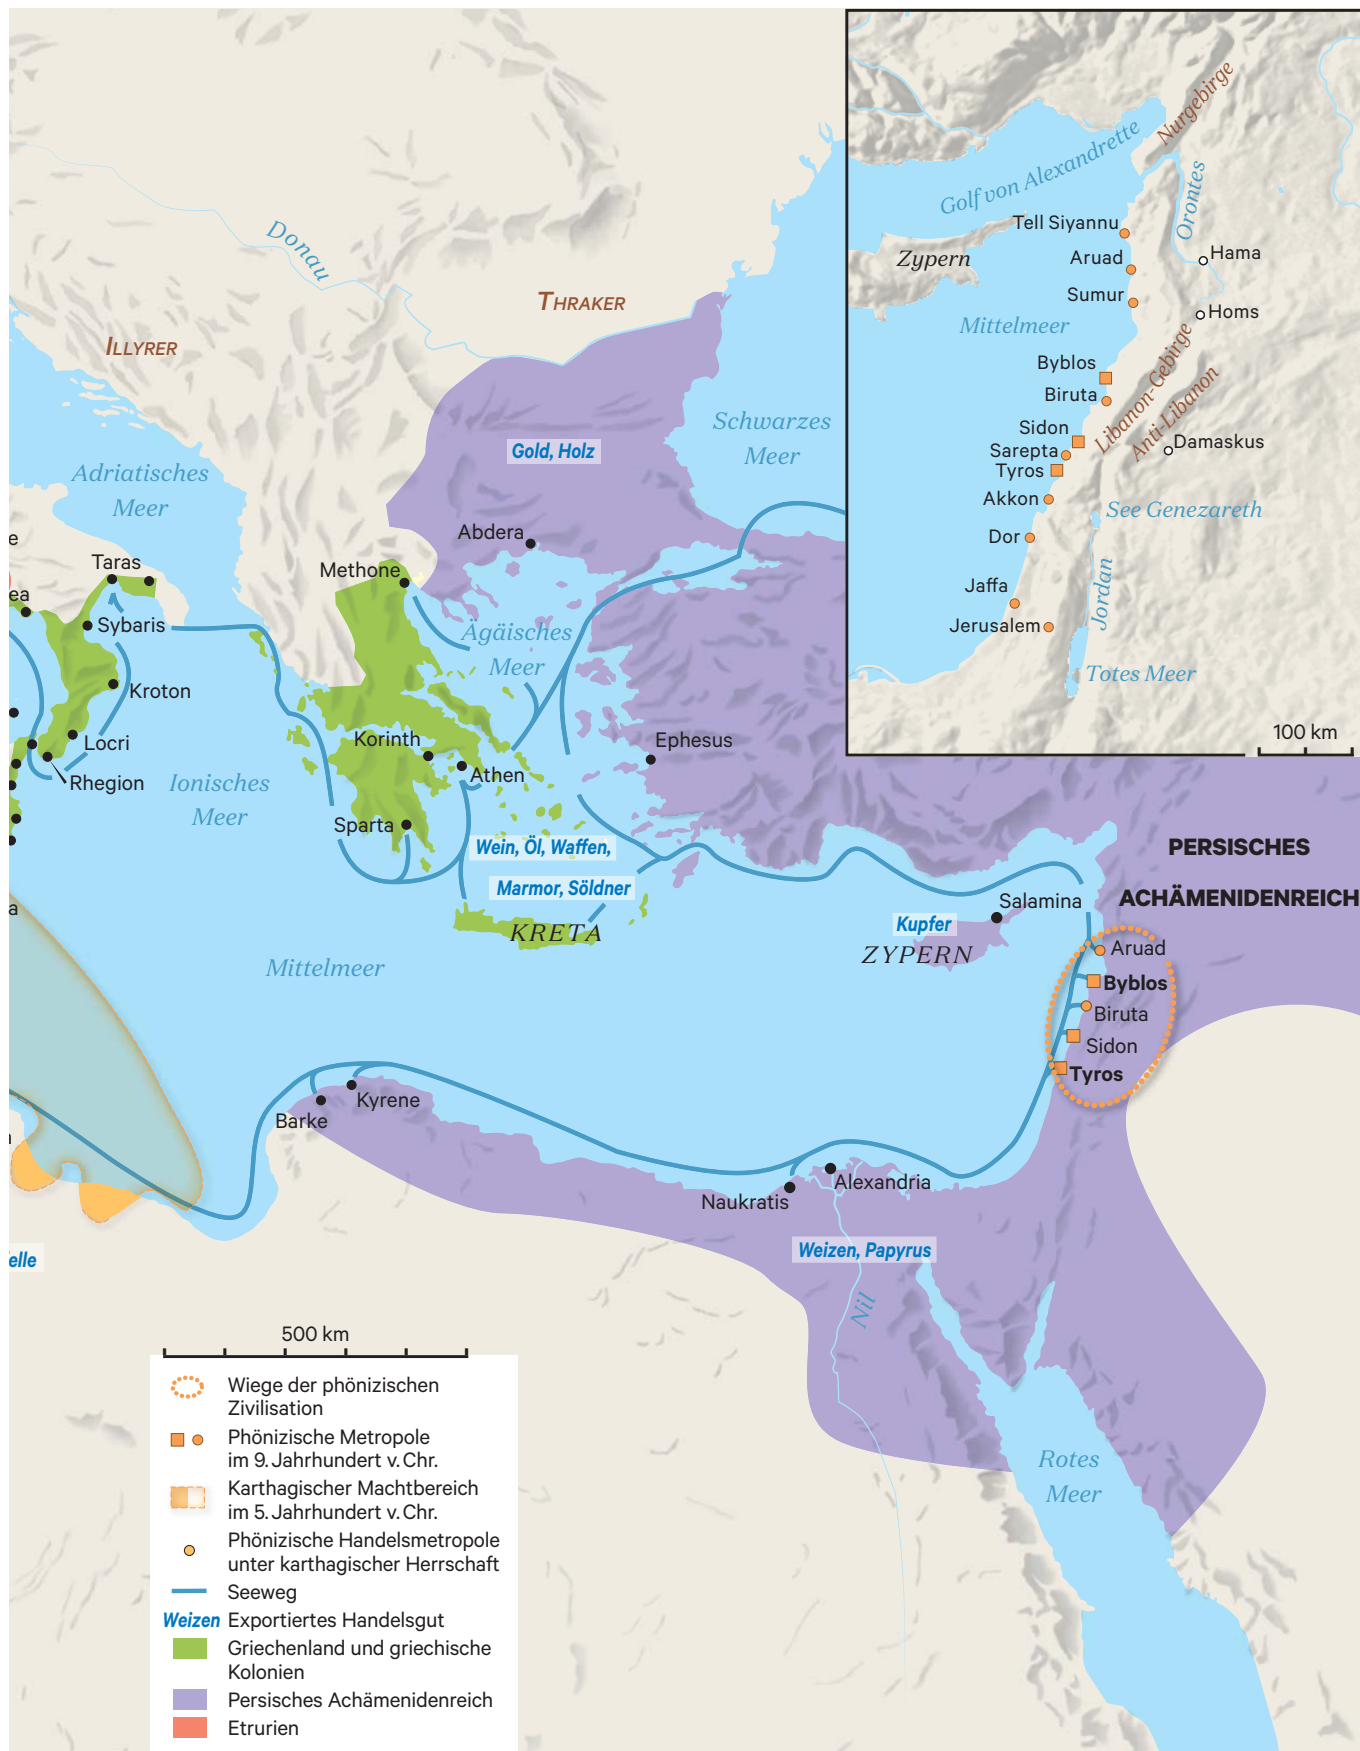 Nurgebirge
Golf von Alexandrette
Orontes
Tell Siyannu
Zypern
Aruad
Hama
Sumur
Homs
Mittelmeer
Byblos
Biruta
Libanon-Gebirge
Anti-Libanon
Sidon
Sarepta
Damaskus
Tyros
Akkon
See Genezareth
Dor
Jaffa
Jordan
Jerusalem
Totes Meer
100 km
Donau
THRAKER
ILLYRER
Schwarzes
Meer
Gold, Holz
Adriatisches
Meer
e
Abdera
Taras
Methone
ea
Sybaris
Ägäisches
Meer
Kroton
Korinth
Ephesus
Locri
Athen
Rhegion
Ionisches
Meer
Sparta
Wein, Öl, Waffen,
Marmor, Söldner
PERSISCHES
ACHÄMENIDENREICH
Salamina
a
Kupfer
KRETA
ZYPERN
Aruad
Mittelmeer
Byblos
Biruta
Sidon
Tyros
Kyrene
Barke
Alexandria
Naukratis
Weizen, Papyrus
elle
Nil
Rotes
Meer
500 km
Wiege der phönizischen
Zivilisation
Phönizische Metropole
im 9. Jahrhundert v. Chr.
Karthagischer Machtbereich
im 5. Jahrhundert v. Chr.
Phönizische Handelsmetropole
unter karthagischer Herrschaft
Seeweg
Weizen Exportiertes Handelsgut
Griechenland und griechische
Kolonien
Persisches Achämenidenreich
Etrurien